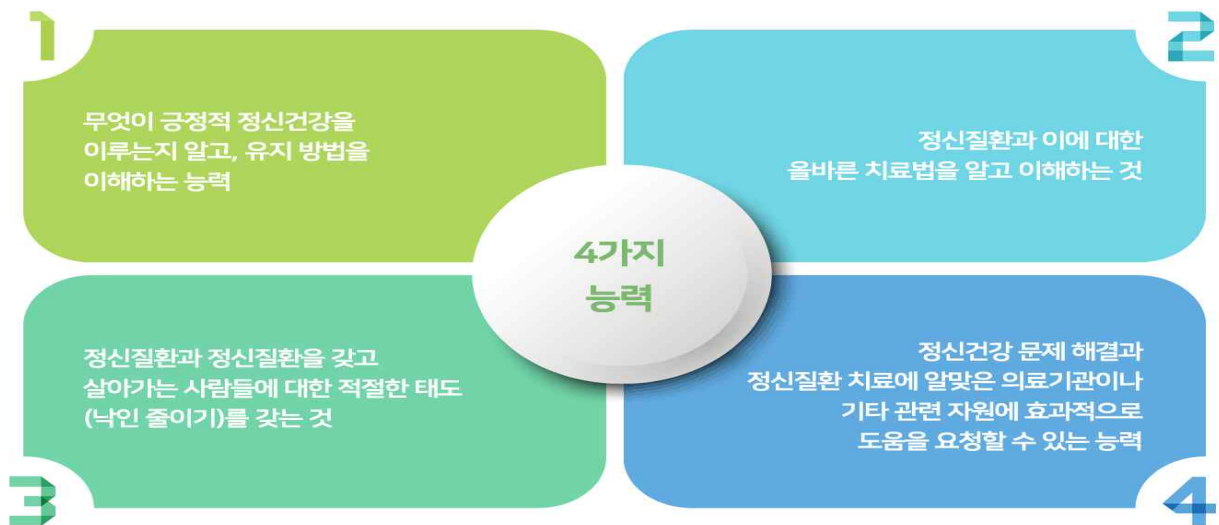 1
무엇이 긍정적 정신건강을
이루는지 알고, 유지 방법을
이해하는 능력
2
정신질환과 이에 대한
올바른 치료법을 알고 이해하는 것
4가지
능력
정신질환과 정신질환을 갖고
살아가는 사람들에 대한 적절한 태도
(낙인 줄이기)를 갖는 것
3
정신건강 문제 해결과
정신질환 치료에 알맞은 의료기관이나
기타 관련 자원에 효과적으로
도움을 요청할 수 있는 능력
4